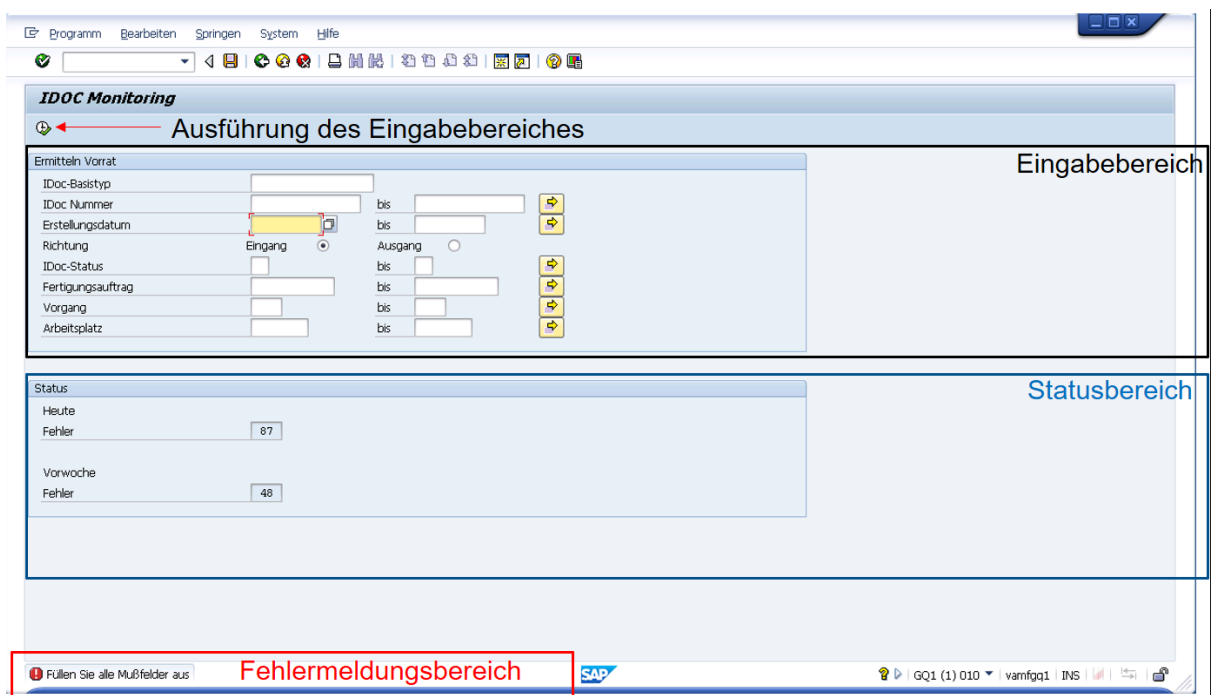 Programm Bearbeiten Springen System Hilfe
IDOC Monitoring
Ausführung des Eingabebereiches
Eingabebereich
Ermitteln Vorrat
IDoc-Basistyp
IDoc Nummer bis
Erstellungsdatum bis
Richtung Eingang Ausgang
IDoc-Status bis
Fertigungsauftrag bis
Vorgang bis
Arbeitsplatz bis
Statusbereich
Status
Heute
Fehler 87
Vorwoche
Fehler 48
Füllen Sie alle Mußfelder aus
Fehlermeldungsbereich
SAP
GQ1 (1) 010 vamfgq1 INS